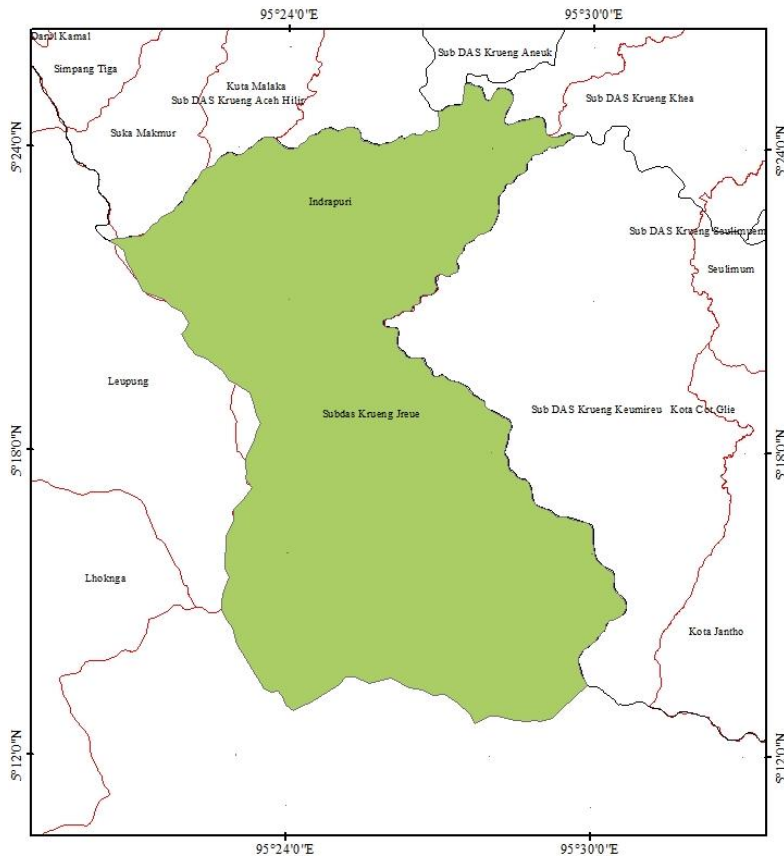 95°24'0"E
95°30'0"E
Darul Kamal
Simpang Tiga
Sub DAS Krueng Aneuk
Kuta Malaka
Sub DAS Krueng Aceh Hilir
Sub DAS Krueng Khea
Suka Makmur
5°24'0"N
5°24'0"N
Indrapuri
Sub DAS Krueng Seulimuem
Seulimum
Leupung
Subdas Krueng Jreue
Sub DAS Krueng Keumireu
Kota Cot Glie
5°18'0"N
5°18'0"N
Lhoknga
Kota Jantho
5°12'0"N
5°12'0"N
95°24'0"E
95°30'0"E